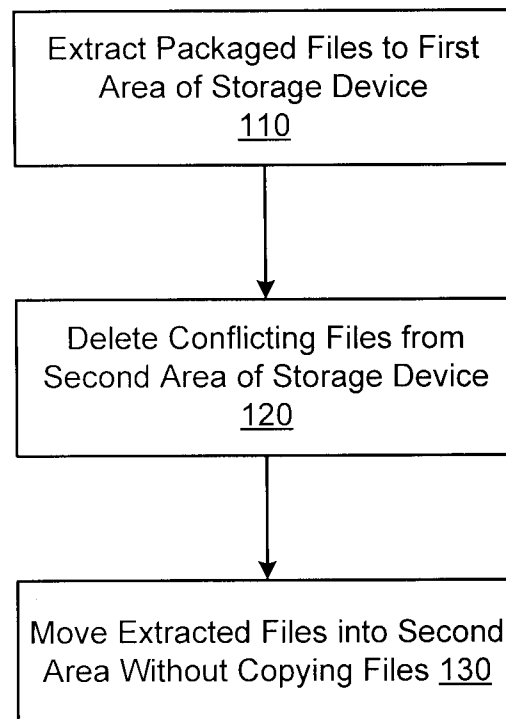 Extract Packaged Files to First
Area of Storage Device
110
Delete Conflicting Files from
Second Area of Storage Device
120
Move Extracted Files into Second
Area Without Copying Files 130